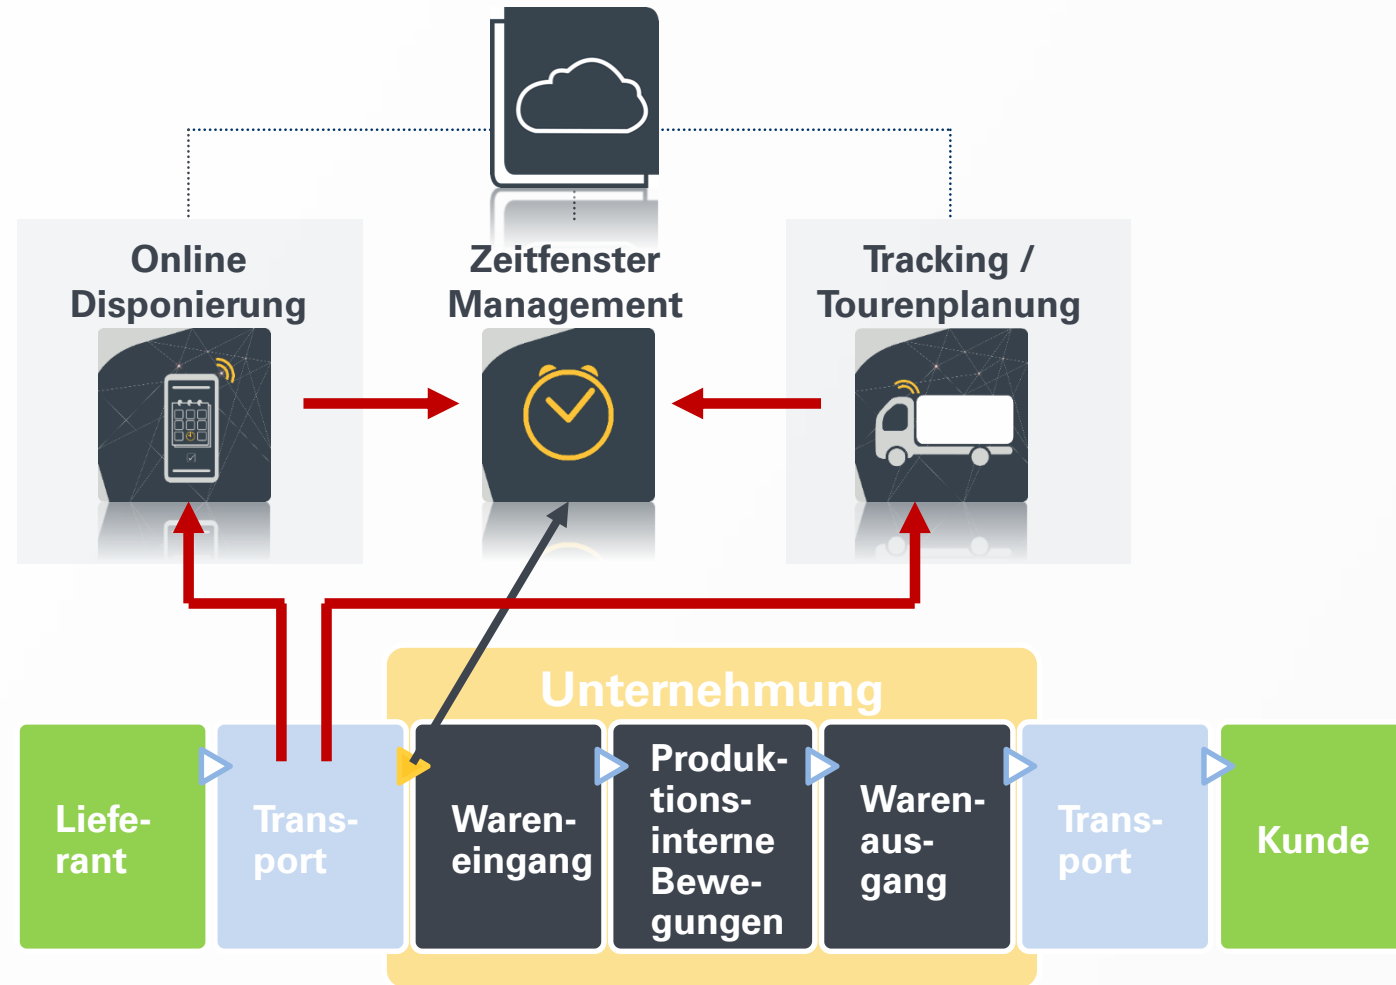 Online
Disponierung
Zeitfenster
Management
Tracking /
Tourenplanung
Unternehmung
Liefe-
rant
Trans-
port
Waren-
eingang
Produk-
tions-
interne
Bewe-
gungen
Waren-
aus-
gang
Trans-
port
Kunde